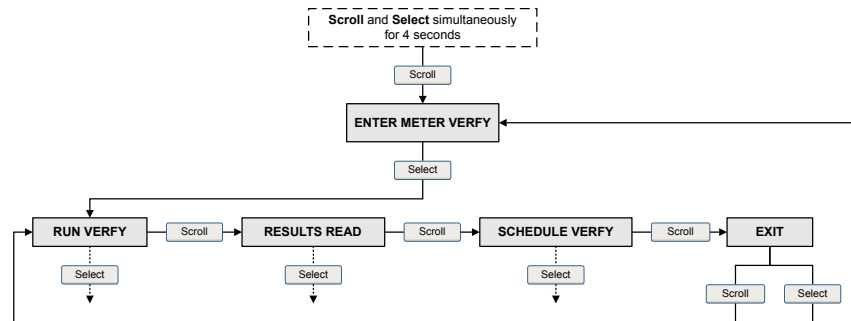 Scroll and Select simultaneously
for 4 seconds
Scroll
ENTER METER VERFY
Select
RUN VERFY
Scroll
RESULTS READ
Scroll
SCHEDULE VERFY
Scroll
EXIT
Select
Select
Select
Scroll
Select